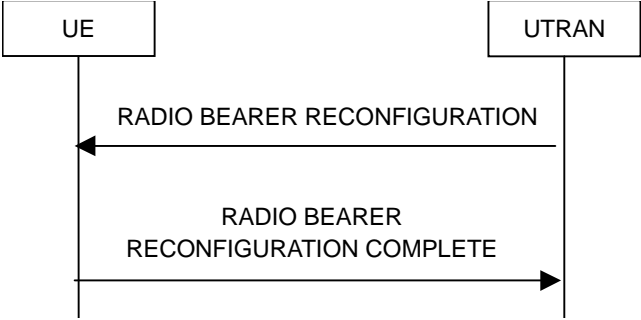 UE
UTRAN
RADIO BEARER RECONFIGURATION
RADIO BEARER
RECONFIGURATION COMPLETE